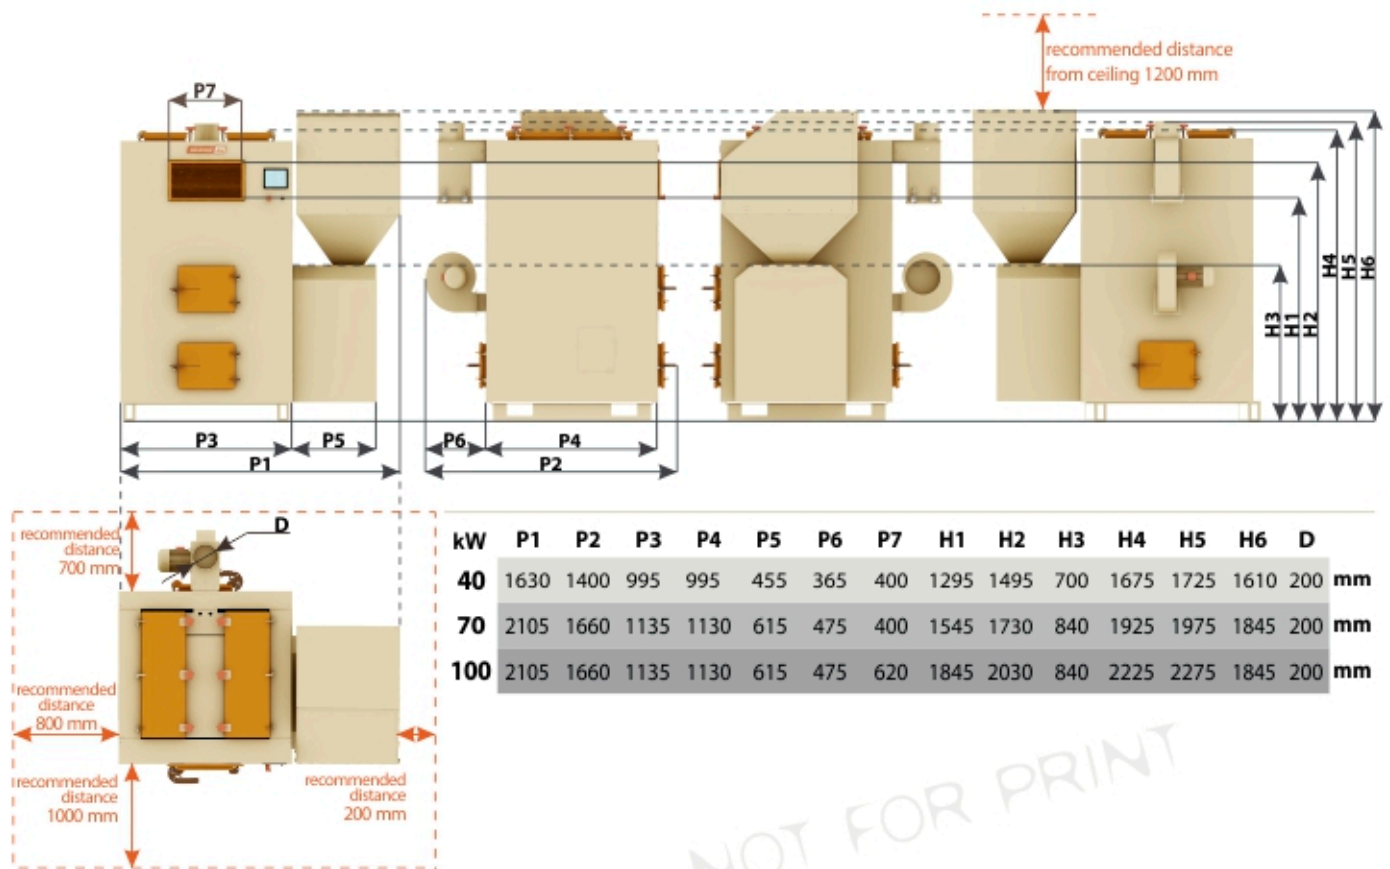 recommended distance
from ceiling 1200 mm
P7
H3
H1
H2
H4
H5
H6
P3
P5
P6
P4
P1
P2
recommended
distance
700 mm
D
recommended
distance
800 mm
recommended
distance
1000 mm
recommended
distance
200 mm
kW P1 P2 P3 P4 P5 P6 P7 H1 H2 H3 H4 H5 H6 D
40 1630 1400 995 995 455 365 400 1295 1495 700 1675 1725 1610 200 mm
70 2105 1660 1135 1130 615 475 400 1545 1730 840 1925 1975 1845 200 mm
100 2105 1660 1135 1130 615 475 620 1845 2030 840 2225 2275 1845 200 mm
NOT FOR PRINT